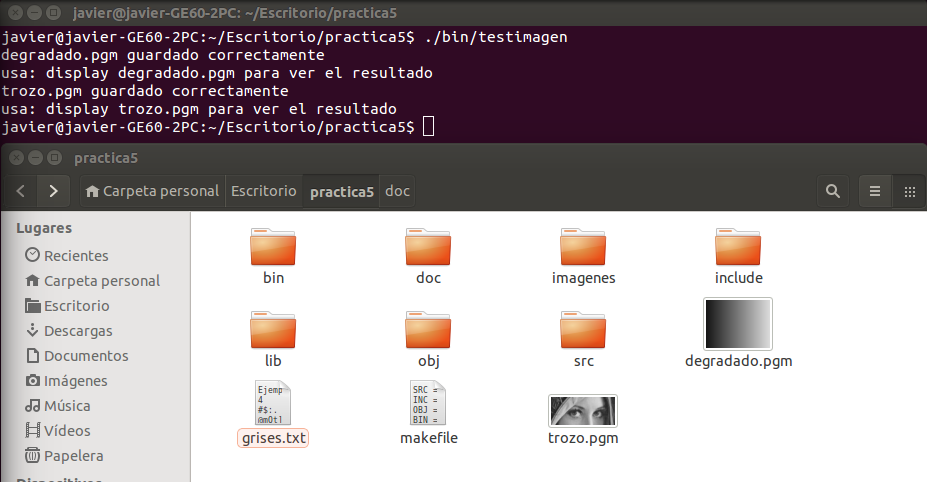 javier@javier-GE60-2PC: ~/Escritorio/practica5
javier@javier-GE60-2PC:~/Escritorio/practica5$ ./bin/testimagen
degradado.pgm guardado correctamente
usa: display degradado.pgm para ver el resultado
trozo.pgm guardado correctamente
usa: display trozo.pgm para ver el resultado
javier@javier-GE60-2PC:~/Escritorio/practica5$
practica5
Carpeta personal Escritorio practica5 doc
Lugares
Recientes
Carpeta personal
Escritorio
Descargas
Documentos
Imágenes
Música
Vídeos
Papelera
bin doc imagenes include
lib obj src degradado.pgm
Ejemp
4
#$:.
SRC =
INC =
OBJ =
BIN =
grises.txt makefile trozo.pgm